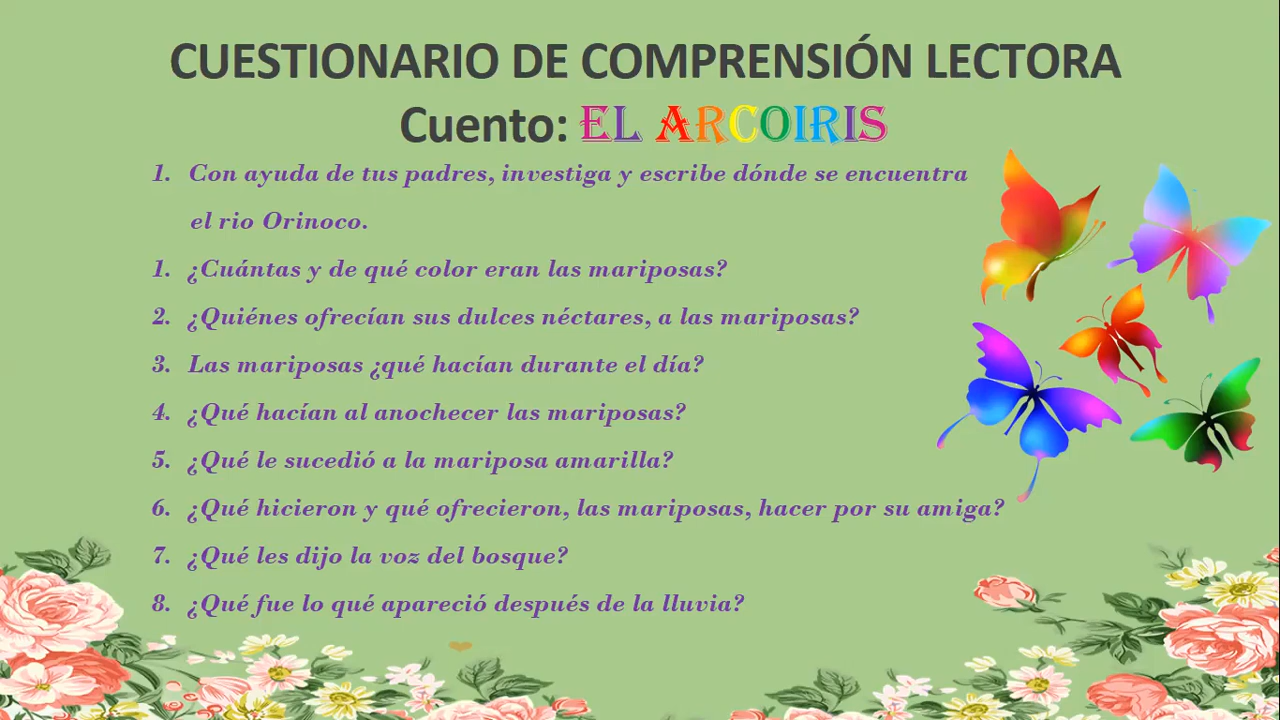 CUESTIONARIO DE COMPRENSIÓN LECTORA
Cuento: EL ARCOIRIS
1. Con ayuda de tus padres, investiga y escribe dónde se encuentra
el rio Orinoco.
1. ¿Cuántas y de qué color eran las mariposas?
2. ¿Quiénes ofrecían sus dulces néctares, a las mariposas?
3. Las mariposas ¿qué hacían durante el día?
4. ¿Qué hacían al anochecer las mariposas?
5. ¿Qué le sucedió a la mariposa amarilla?
6. ¿Qué hicieron y qué ofrecieron, las mariposas, hacer por su amiga?
7. ¿Qué les dijo la voz del bosque?
8. ¿Qué fue lo qué apareció después de la lluvia?